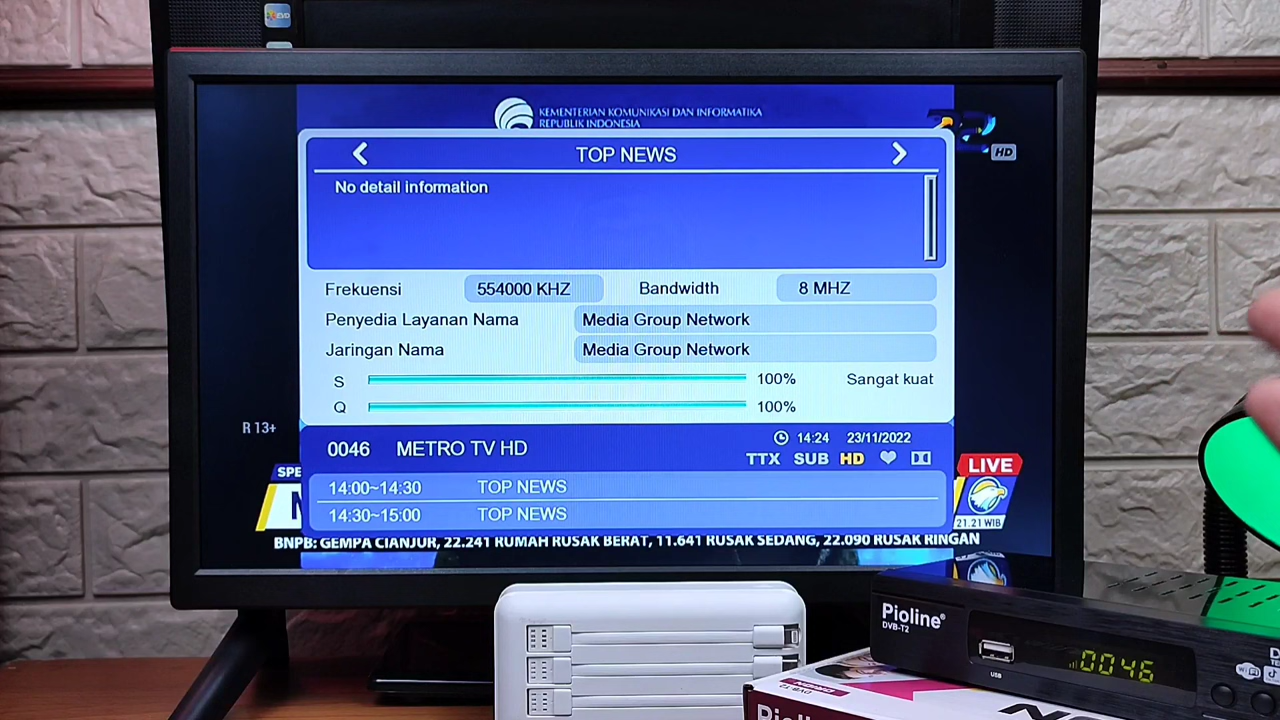 KEMENTERIAN KOMUNIKASI DAN INFORMATIKA
REPUBLIK INDONESIA
HD
TOP NEWS
No detail information
Frekuensi 554000 KHZ Bandwidth 8 MHZ
Penyedia Layanan Nama Media Group Network
Jaringan Nama Media Group Network
S 100% Sangat kuat
Q 100%
R 13+
0046 METRO TV HD
14:24 23/11/2022
TTX SUB HD
SPE
LIVE
14:00~14:30 TOP NEWS
14:30~15:00 TOP NEWS
21.21 WIB
BNPB: GEMPA CIANJUR, 22.241 RUMAH RUSAK BERAT, 11.641 RUSAK SEDANG, 22.090 RUSAK RINGAN
Pioline®
DVB-T2
USB
0046
WiFi
DVB-T2